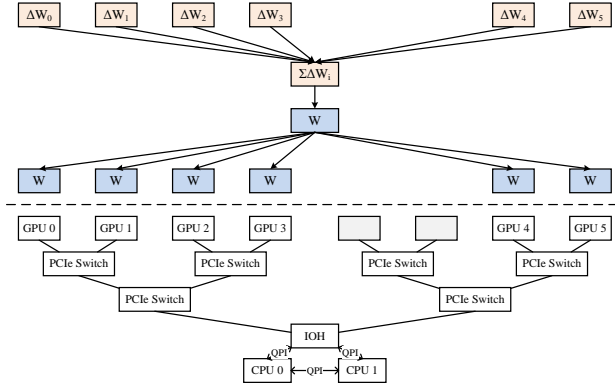 ΔW₀ ΔW₁ ΔW₂ ΔW₃ ΔW₄ ΔW₅
ΣΔWᵢ
W
W W W W W W
GPU 0 GPU 1 GPU 2 GPU 3 GPU 4 GPU 5
PCIe Switch PCIe Switch PCIe Switch PCIe Switch
PCIe Switch PCIe Switch
IOH
QPI QPI
CPU 0 QPI CPU 1